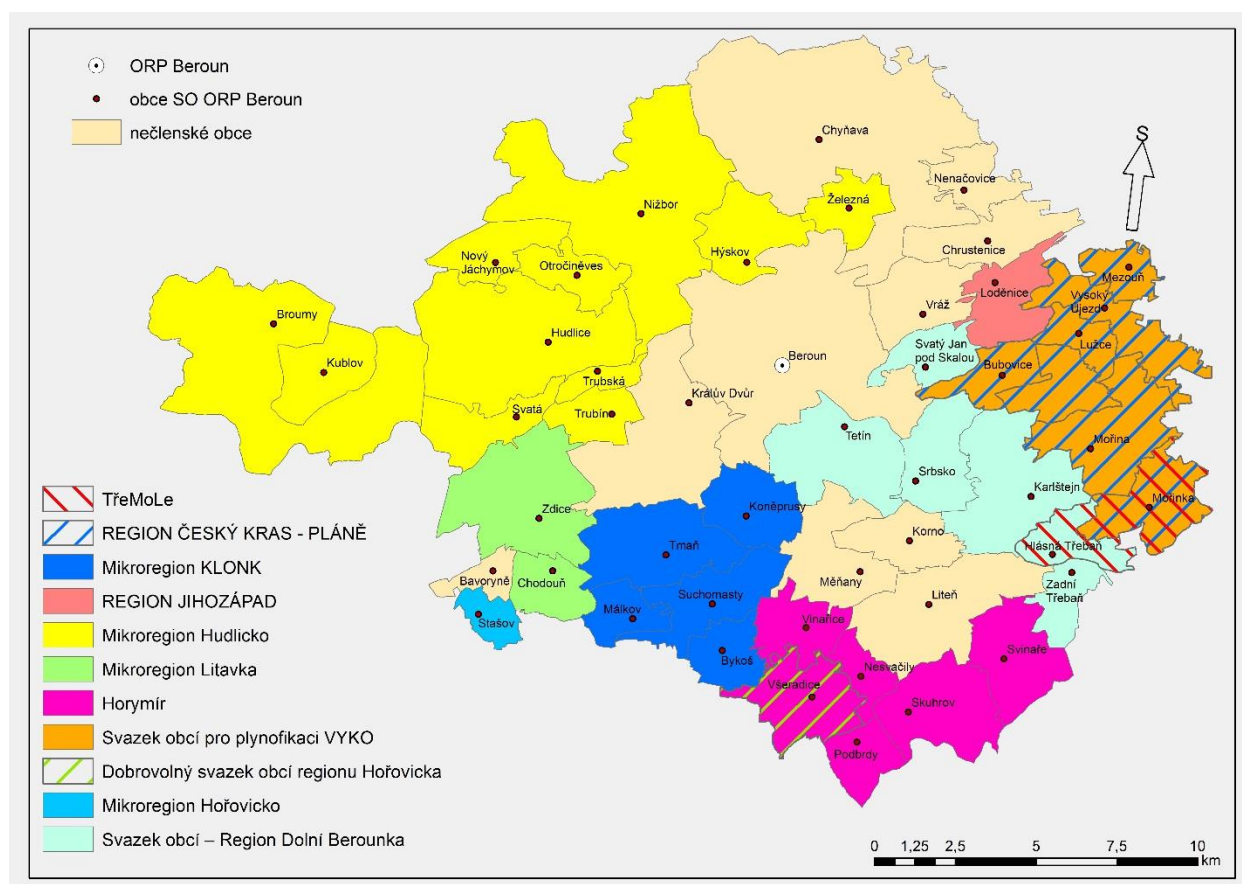 ORP Beroun
obce SO ORP Beroun
nečlenské obce
S
Chyňava
Nenačovice
Železná
Nižbor
Chrustenice
Hýskov
Nový
Jáchymov
Otročiněves
Mezouň
Loděnice
Vysoký
Újezd
Vráž
Broumy
Lužce
Hudlice
Svatý Jan
pod Skalou
Beroun
Bubovice
Kublov
Trubská
Králův Dvůr
Svatá
Trubín
Tetín
Mořina
Srbsko
Karlštejn
Mořinka
Koněprusy
Zdice
Korno
Tmaň
Hlásná Třebaň
Bavoryně
Chodouň
Měňany
Zadní
Třebaň
Suchomasty
Liteň
Málkov
Stašov
Vinařice
Bykoš
Svinaře
Nesvačily
Všeradice
Skuhrov
Podbrdy
TřeMoLe
REGION ČESKÝ KRAS - PLÁNĚ
Mikroregion KLONK
REGION JIHOZÁPAD
Mikroregion Hudlicko
Mikroregion Litavka
Horymír
Svazek obcí pro plynofikaci VYKO
Dobrovolný svazek obcí regionu Hořovicka
Mikroregion Hořovicko
Svazek obcí – Region Dolní Berounka
0 1,25 2,5 5 7,5 10
km